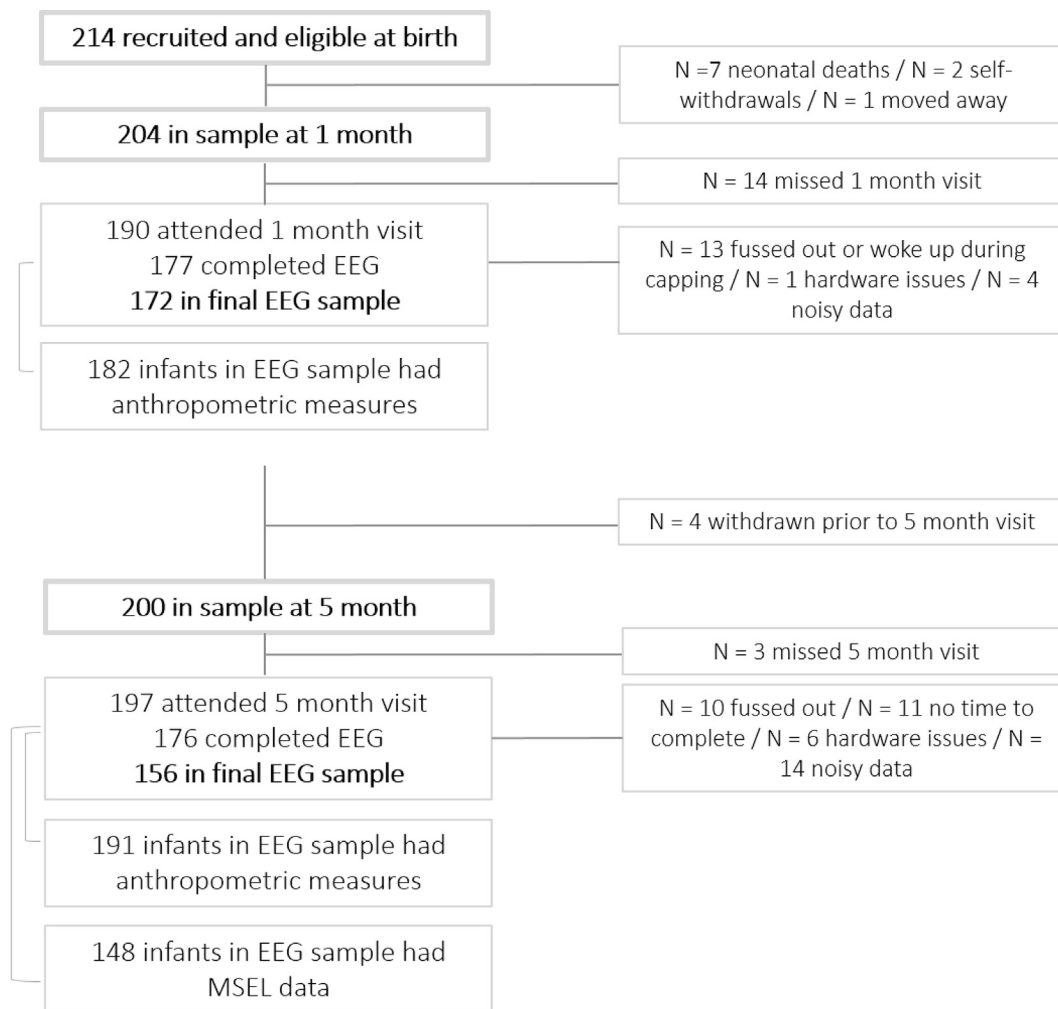 214 recruited and eligible at birth
N =7 neonatal deaths / N = 2 self-
withdrawals / N = 1 moved away
204 in sample at 1 month
N = 14 missed 1 month visit
190 attended 1 month visit
177 completed EEG
172 in final EEG sample
N = 13 fussed out or woke up during
capping / N = 1 hardware issues / N = 4
noisy data
182 infants in EEG sample had
anthropometric measures
N = 4 withdrawn prior to 5 month visit
200 in sample at 5 month
N = 3 missed 5 month visit
197 attended 5 month visit
176 completed EEG
156 in final EEG sample
N = 10 fussed out / N = 11 no time to
complete / N = 6 hardware issues / N =
14 noisy data
191 infants in EEG sample had
anthropometric measures
148 infants in EEG sample had
MSEL data